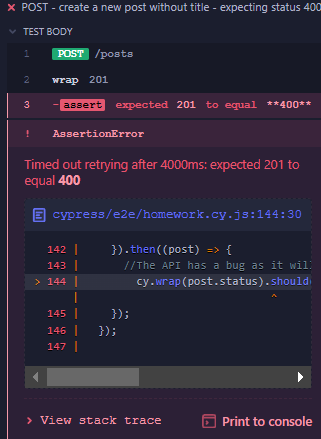 POST - create a new post without title - expecting status 400
TEST BODY
1 POST /posts
2 wrap 201
3 -assert expected 201 to equal **400**
! AssertionError
Timed out retrying after 4000ms: expected 201 to
equal 400
cypress/e2e/homework.cy.js:144:30
142 | }).then((post) => {
143 | //The API has a bug as it wil
> 144 | cy.wrap(post.status).should
| ^
145 | });
146 | });
147 |
> View stack trace
Print to console